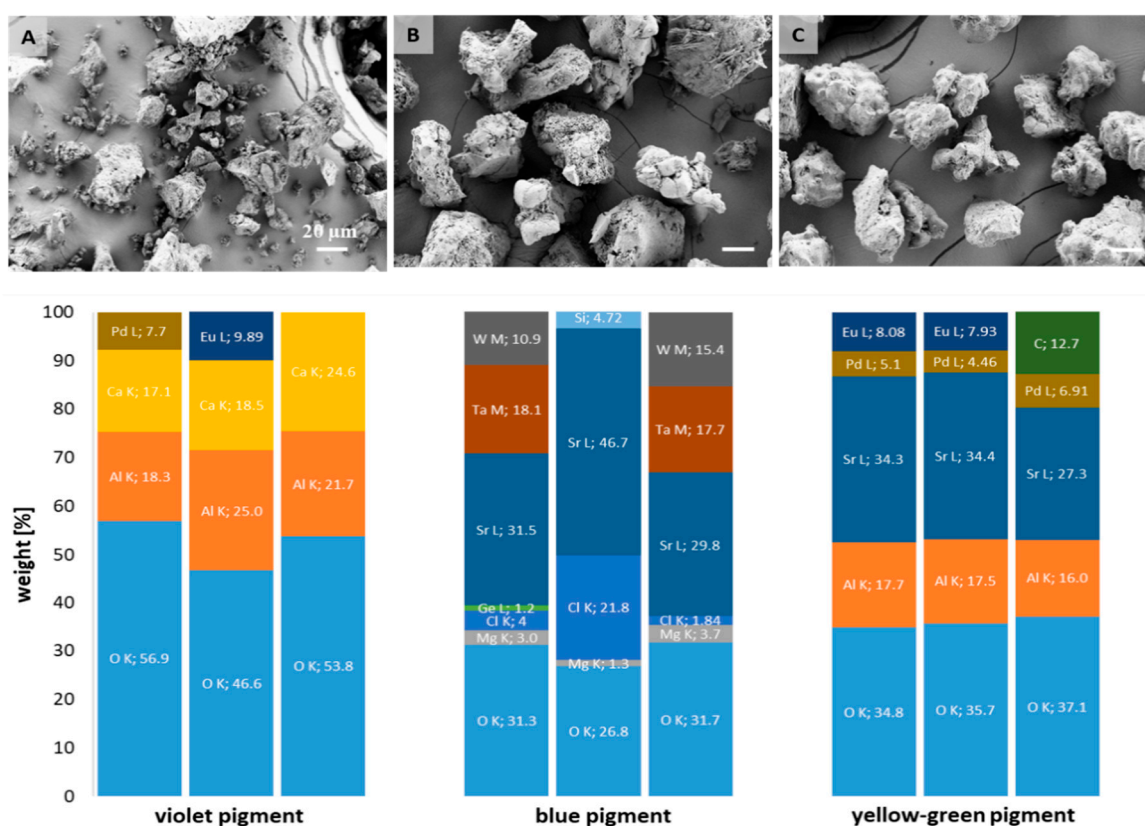 A
B
C
20 µm
weight [%]
100
90
80
70
60
50
40
30
20
10
0
Pd L; 7.7
Ca K; 17.1
Al K; 18.3
O K; 56.9
Eu L; 9.89
Ca K; 18.5
Al K; 25.0
O K; 46.6
Ca K; 24.6
Al K; 21.7
O K; 53.8
violet pigment
W M; 10.9
Ta M; 18.1
Sr L; 31.5
Ge L; 1.2
Cl K; 4
Mg K; 3.0
O K; 31.3
Si; 4.72
Sr L; 46.7
Cl K; 21.8
Mg K; 1.3
O K; 26.8
W M; 15.4
Ta M; 17.7
Sr L; 29.8
Cl K; 1.84
Mg K; 3.7
O K; 31.7
blue pigment
Eu L; 8.08
Pd L; 5.1
Sr L; 34.3
Al K; 17.7
O K; 34.8
Eu L; 7.93
Pd L; 4.46
Sr L; 34.4
Al K; 17.5
O K; 35.7
C; 12.7
Pd L; 6.91
Sr L; 27.3
Al K; 16.0
O K; 37.1
yellow-green pigment